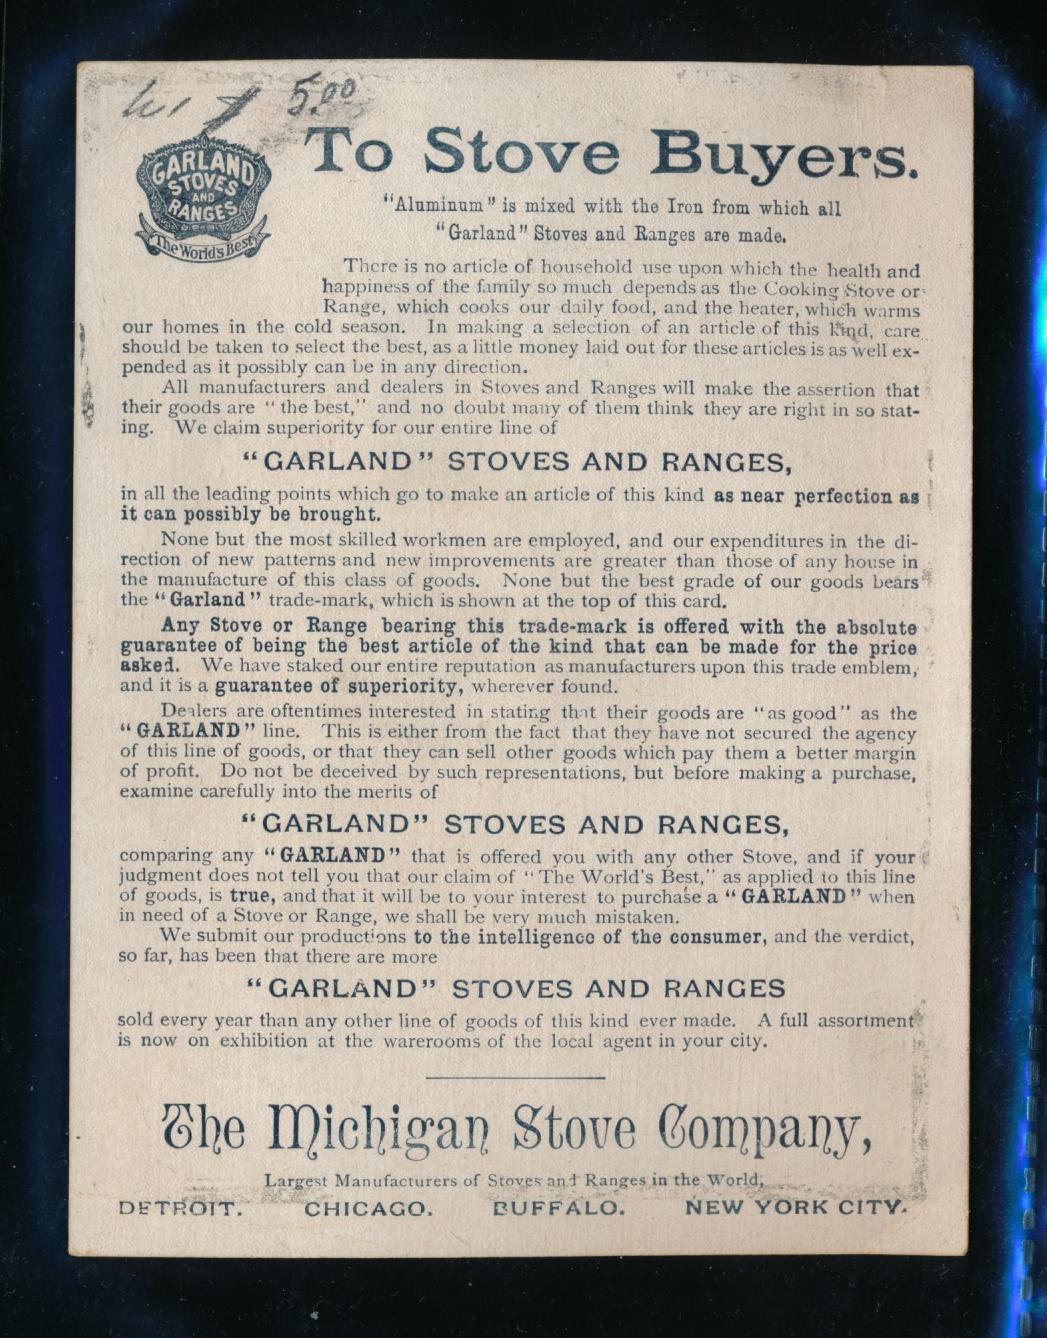 5.00
GARLAND
STOVES
AND
RANGES
The World's Best
To Stove Buyers.
"Aluminum" is mixed with the Iron from which all
"Garland" Stoves and Ranges are made.
There is no article of household use upon which the health and
happiness of the family so much depends as the Cooking Stove or
Range, which cooks our daily food, and the heater, which warms
our homes in the cold season. In making a selection of an article of this kind, care
should be taken to select the best, as a little money laid out for these articles is as well ex-
pended as it possibly can be in any direction.
All manufacturers and dealers in Stoves and Ranges will make the assertion that
their goods are "the best," and no doubt many of them think they are right in so stat-
ing. We claim superiority for our entire line of
"GARLAND" STOVES AND RANGES,
in all the leading points which go to make an article of this kind as near perfection as
it can possibly be brought.
None but the most skilled workmen are employed, and our expenditures in the di-
rection of new patterns and new improvements are greater than those of any house in
the manufacture of this class of goods. None but the best grade of our goods bears
the "Garland" trade-mark, which is shown at the top of this card.
Any Stove or Range bearing this trade-mark is offered with the absolute
guarantee of being the best article of the kind that can be made for the price
asked. We have staked our entire reputation as manufacturers upon this trade emblem,
and it is a guarantee of superiority, wherever found.
Dealers are oftentimes interested in stating that their goods are "as good" as the
"GARLAND" line. This is either from the fact that they have not secured the agency
of this line of goods, or that they can sell other goods which pay them a better margin
of profit. Do not be deceived by such representations, but before making a purchase,
examine carefully into the merits of
"GARLAND" STOVES AND RANGES,
comparing any "GARLAND" that is offered you with any other Stove, and if your
judgment does not tell you that our claim of "The World's Best," as applied to this line
of goods, is true, and that it will be to your interest to purchase a "GARLAND" when
in need of a Stove or Range, we shall be very much mistaken.
We submit our productions to the intelligence of the consumer, and the verdict,
so far, has been that there are more
"GARLAND" STOVES AND RANGES
sold every year than any other line of goods of this kind ever made. A full assortment
is now on exhibition at the warerooms of the local agent in your city.
The Michigan Stove Company,
Largest Manufacturers of Stoves and Ranges in the World,
DETROIT. CHICAGO. BUFFALO. NEW YORK CITY.